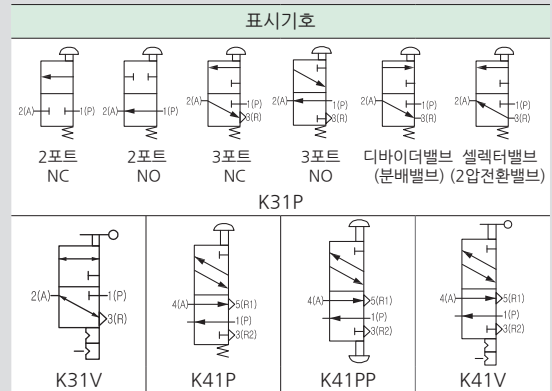 표시기호
2(A) 1(P)
2(A) 1(P)
2(A) 1(P) 3(R)
2(A) 1(P) 3(R)
2(A) 1(P) 3(R)
2(A) 1(P) 3(R)
2포트 2포트 3포트 3포트 디바이더밸브 셀렉터밸브
NC NO NC NO (분배밸브) (2압전환밸브)
K31P
2(A) 1(P) 3(R)
4(A) 5(R1) 1(P) 3(R2)
4(A) 5(R1) 1(P) 3(R2)
4(A) 5(R1) 1(P) 3(R2)
K31V K41P K41PP K41V